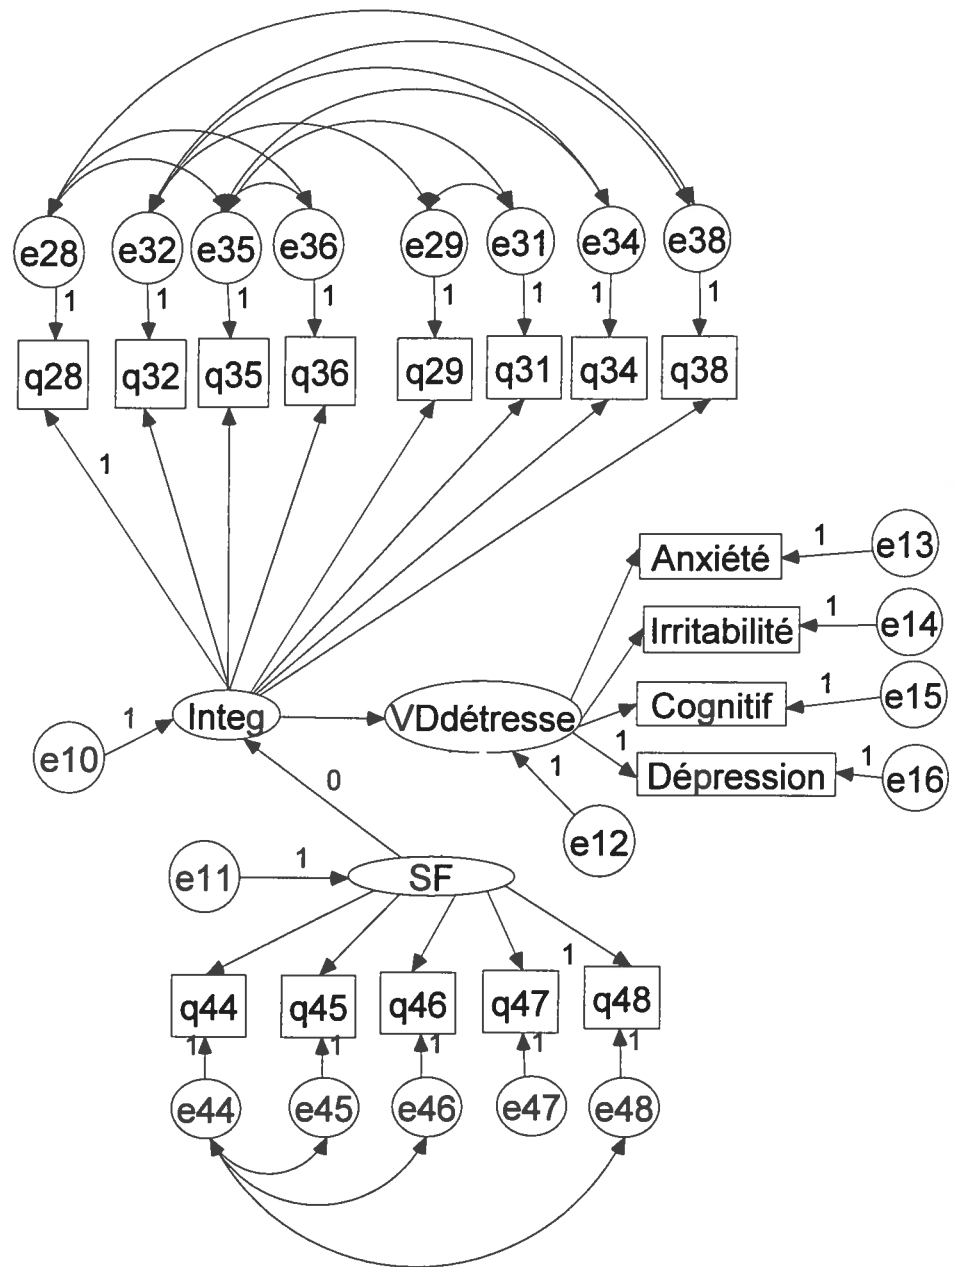 e28 e32 e35 e36 e29 e31 e34 e38
1 1 1 1 1 1 1 1
q28 q32 q35 q36 q29 q31 q34 q38
1
Anxiété 1 e13
Irritabilité 1 e14
Cognitif 1 e15
1
Dépression 1 e16
Integ VDdétresse
1
e10
0
1
e12
e11 1 SF
1
q44 q45 q46 q47 q48
1 1 1 1 1
e44 e45 e46 e47 e48